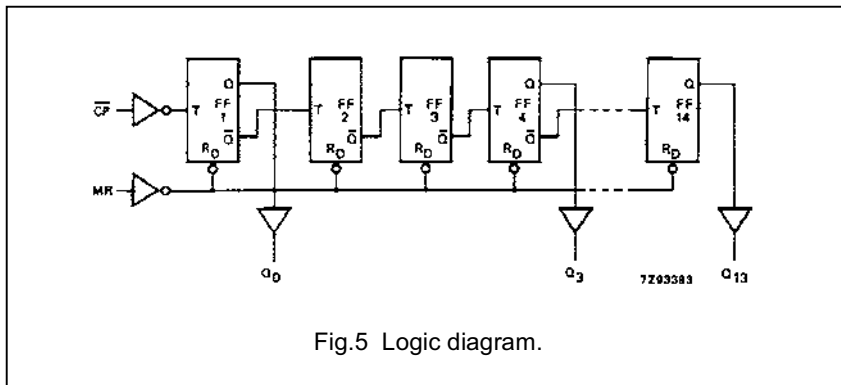 Q Q Q
CP T FF 1 T FF 2 T FF 3 T FF 4 T FF 14
Q Q Q Q
RD RD RD RD RD
MR
Q0 Q3 7Z93383 Q13
Fig.5 Logic diagram.